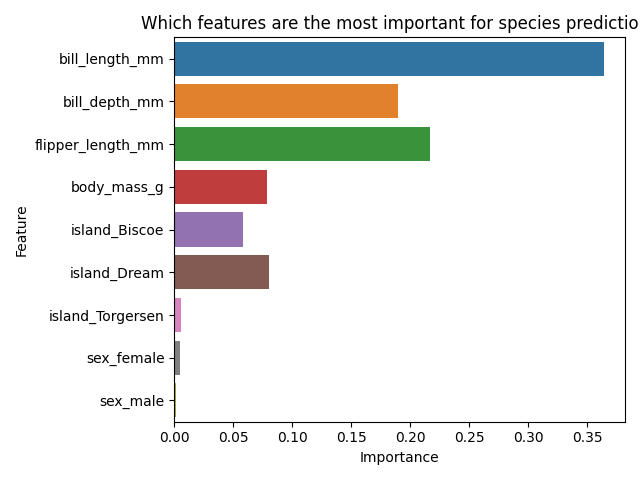 Which features are the most important for species predictio
bill_length_mm
bill_depth_mm
flipper_length_mm
body_mass_g
island_Biscoe
island_Dream
island_Torgersen
sex_female
sex_male
Feature
0.00 0.05 0.10 0.15 0.20 0.25 0.30 0.35
Importance